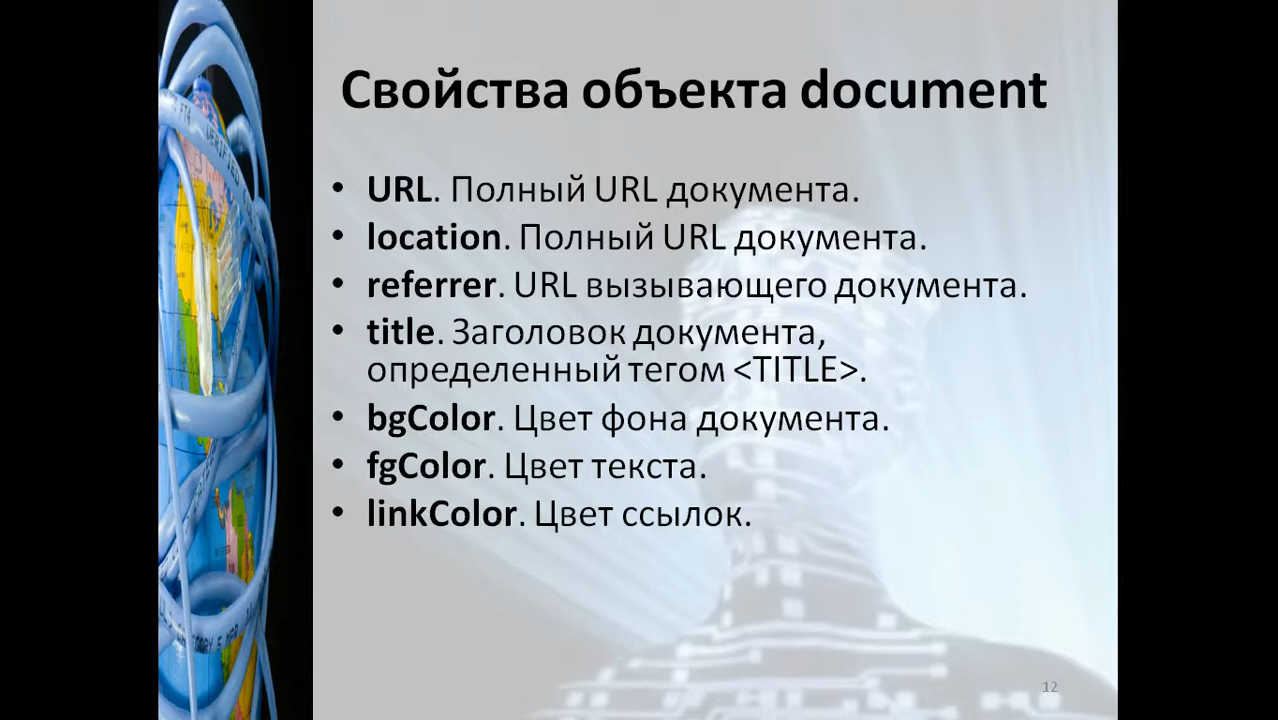 Свойства объекта document
• URL. Полный URL документа.
• location. Полный URL документа.
• referrer. URL вызывающего документа.
• title. Заголовок документа,
определенный тегом <TITLE>.
• bgColor. Цвет фона документа.
• fgColor. Цвет текста.
• linkColor. Цвет ссылок.
12